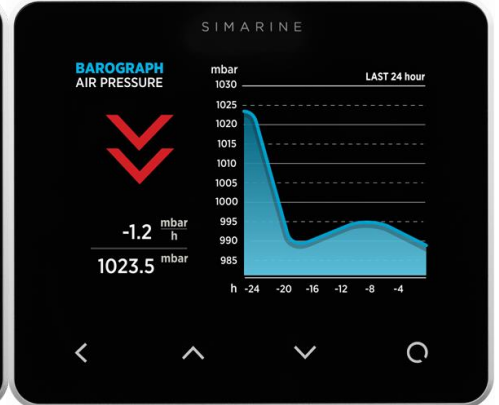 SIMARINE
BAROGRAPH
AIR PRESSURE
-1.2 mbar
h
1023.5 mbar
mbar
LAST 24 hour
1030
1025
1020
1015
1010
1005
1000
995
990
985
h -24 -20 -16 -12 -8 -4